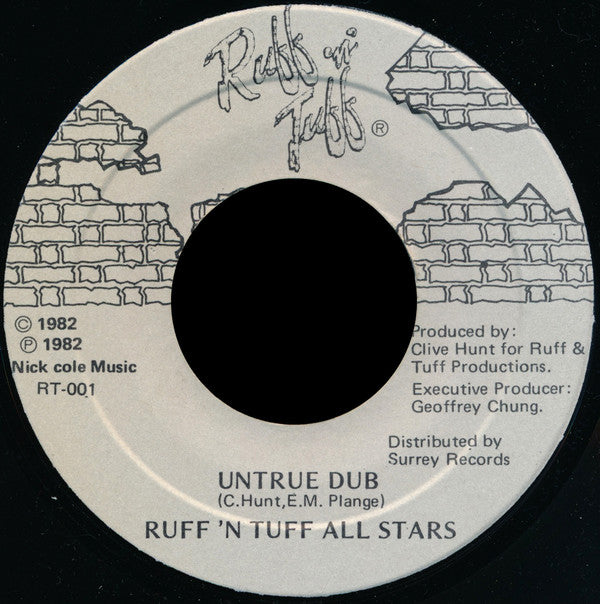 Ruff 'n'
Tuff ®
© 1982
℗ 1982
Nick cole Music
RT-001
Produced by:
Clive Hunt for Ruff &
Tuff Productions.
Executive Producer:
Geoffrey Chung.
Distributed by
Surrey Records
UNTRUE DUB
(C.Hunt,E.M. Plange)
RUFF 'N TUFF ALL STARS